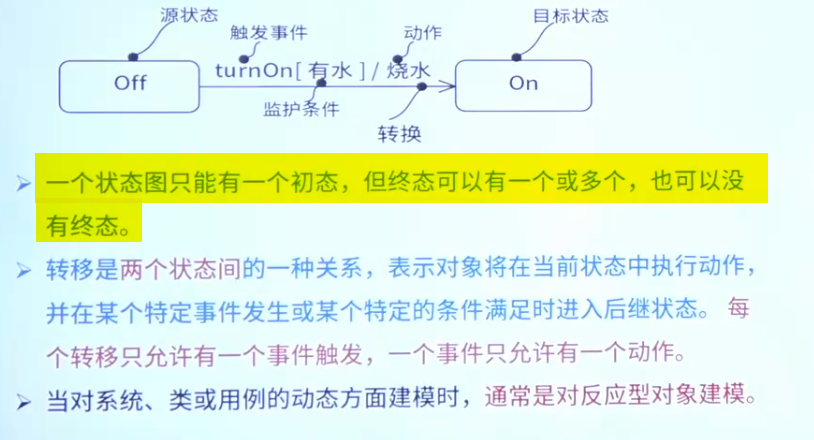 源状态
触发事件
动作
目标状态
Off
turnOn[ 有水 ] / 烧水
On
监护条件
转换
➢ 一个状态图只能有一个初态，但终态可以有一个或多个，也可以没
有终态。
➢ 转移是两个状态间的一种关系，表示对象将在当前状态中执行动作，
并在某个特定事件发生或某个特定的条件满足时进入后继状态。 每
个转移只允许有一个事件触发，一个事件只允许有一个动作。
➢ 当对系统、类或用例的动态方面建模时，通常是对反应型对象建模。